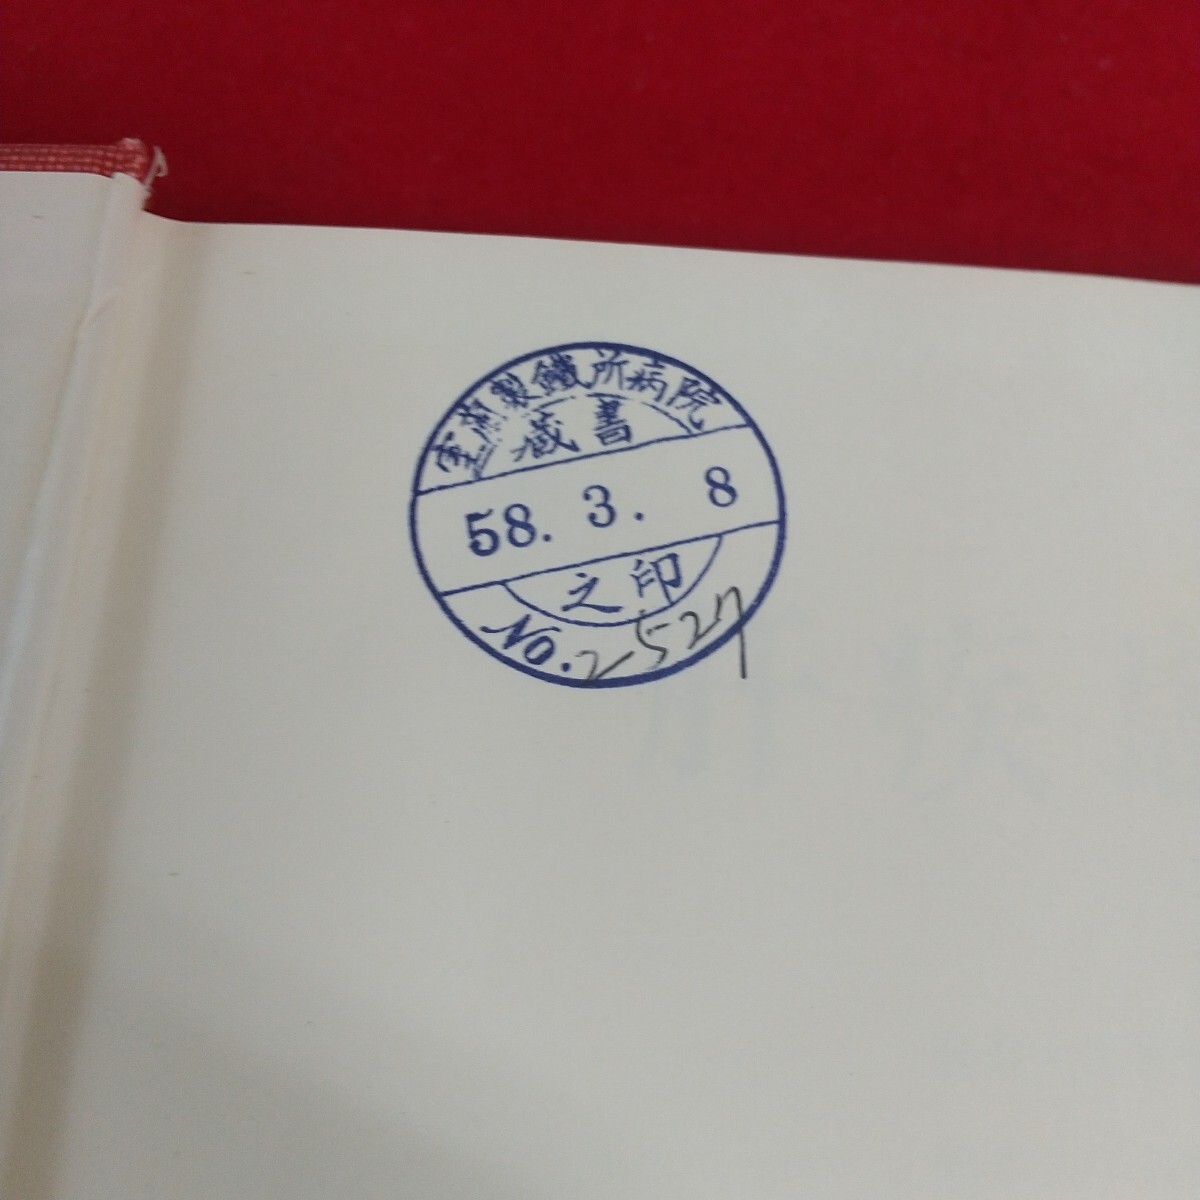 室蘭製鐵所病院
蔵書
58. 3. 8
之印
No. 2527